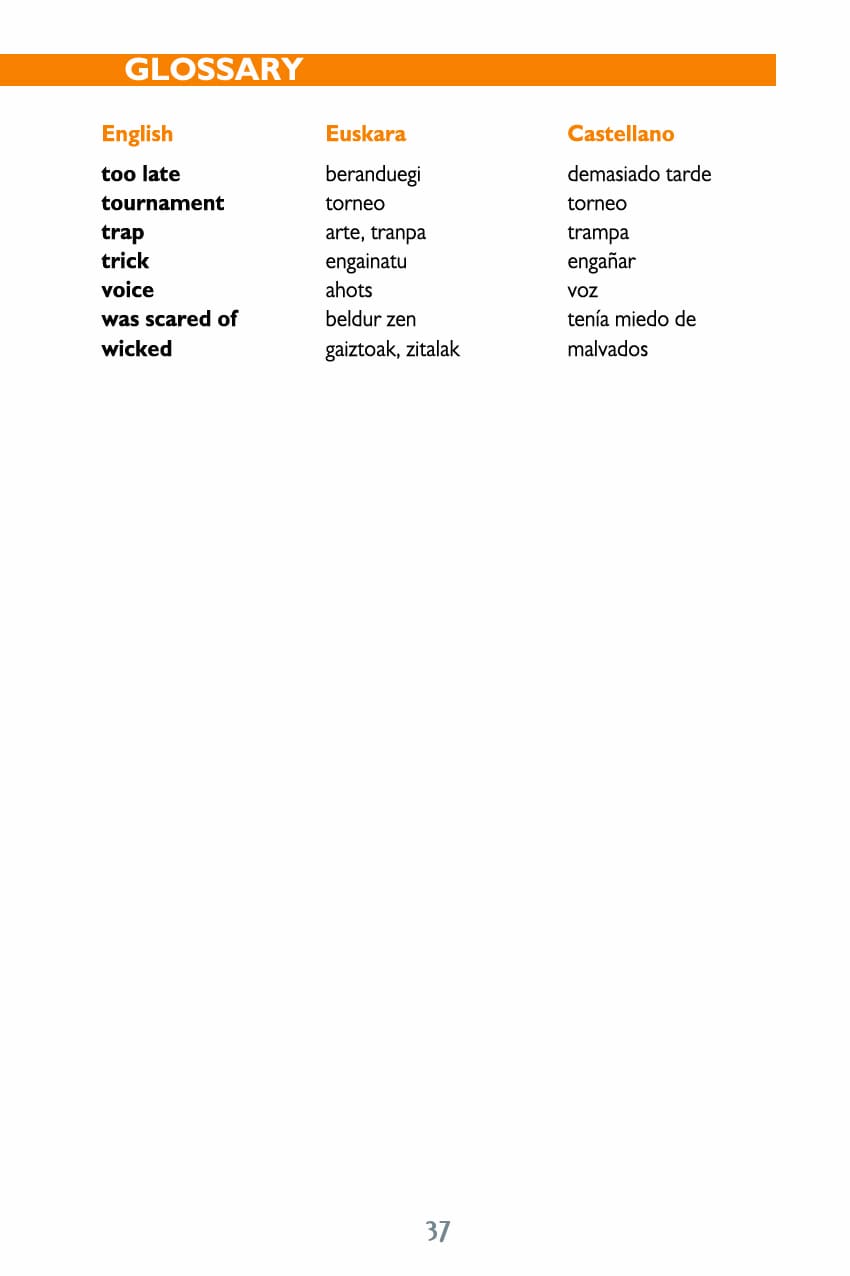 GLOSSARY
English Euskara Castellano
too late beranduegi demasiado tarde
tournament torneo torneo
trap arte, tranpa trampa
trick engainatu engañar
voice ahots voz
was scared of beldur zen tenía miedo de
wicked gaiztoak, zitalak malvados
37